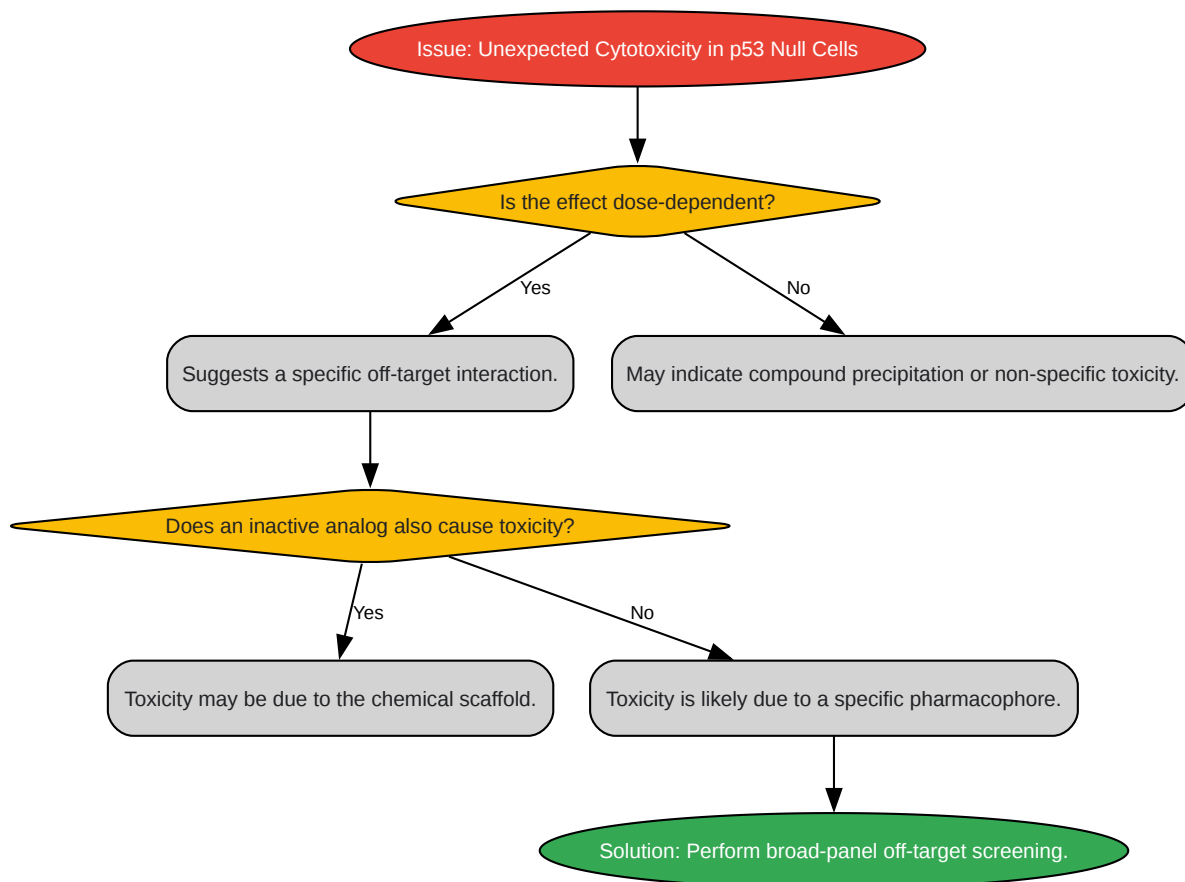 Issue: Unexpected Cytotoxicity in p53 Null Cells
Is the effect dose-dependent?
Yes
No
Suggests a specific off-target interaction.
May indicate compound precipitation or non-specific toxicity.
Does an inactive analog also cause toxicity?
Yes
No
Toxicity may be due to the chemical scaffold.
Toxicity is likely due to a specific pharmacophore.
Solution: Perform broad-panel off-target screening.